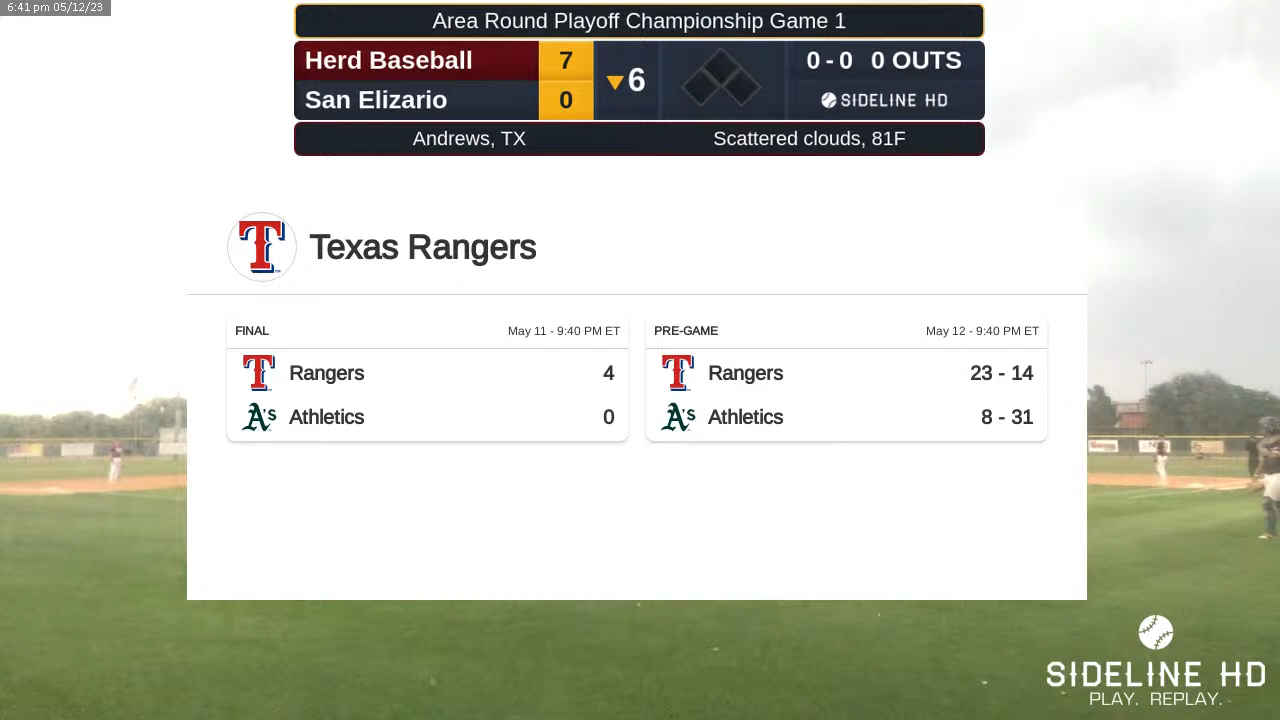 6:41 pm 05/12/23
Area Round Playoff Championship Game 1
Herd Baseball 7
San Elizario 0
▼6
0 - 0 0 OUTS
SIDELINE HD
Andrews, TX Scattered clouds, 81F
T Texas Rangers
FINAL May 11 - 9:40 PM ET
T Rangers 4
A's Athletics 0
PRE-GAME May 12 - 9:40 PM ET
T Rangers 23 - 14
A's Athletics 8 - 31
SIDELINE HD
PLAY. REPLAY.